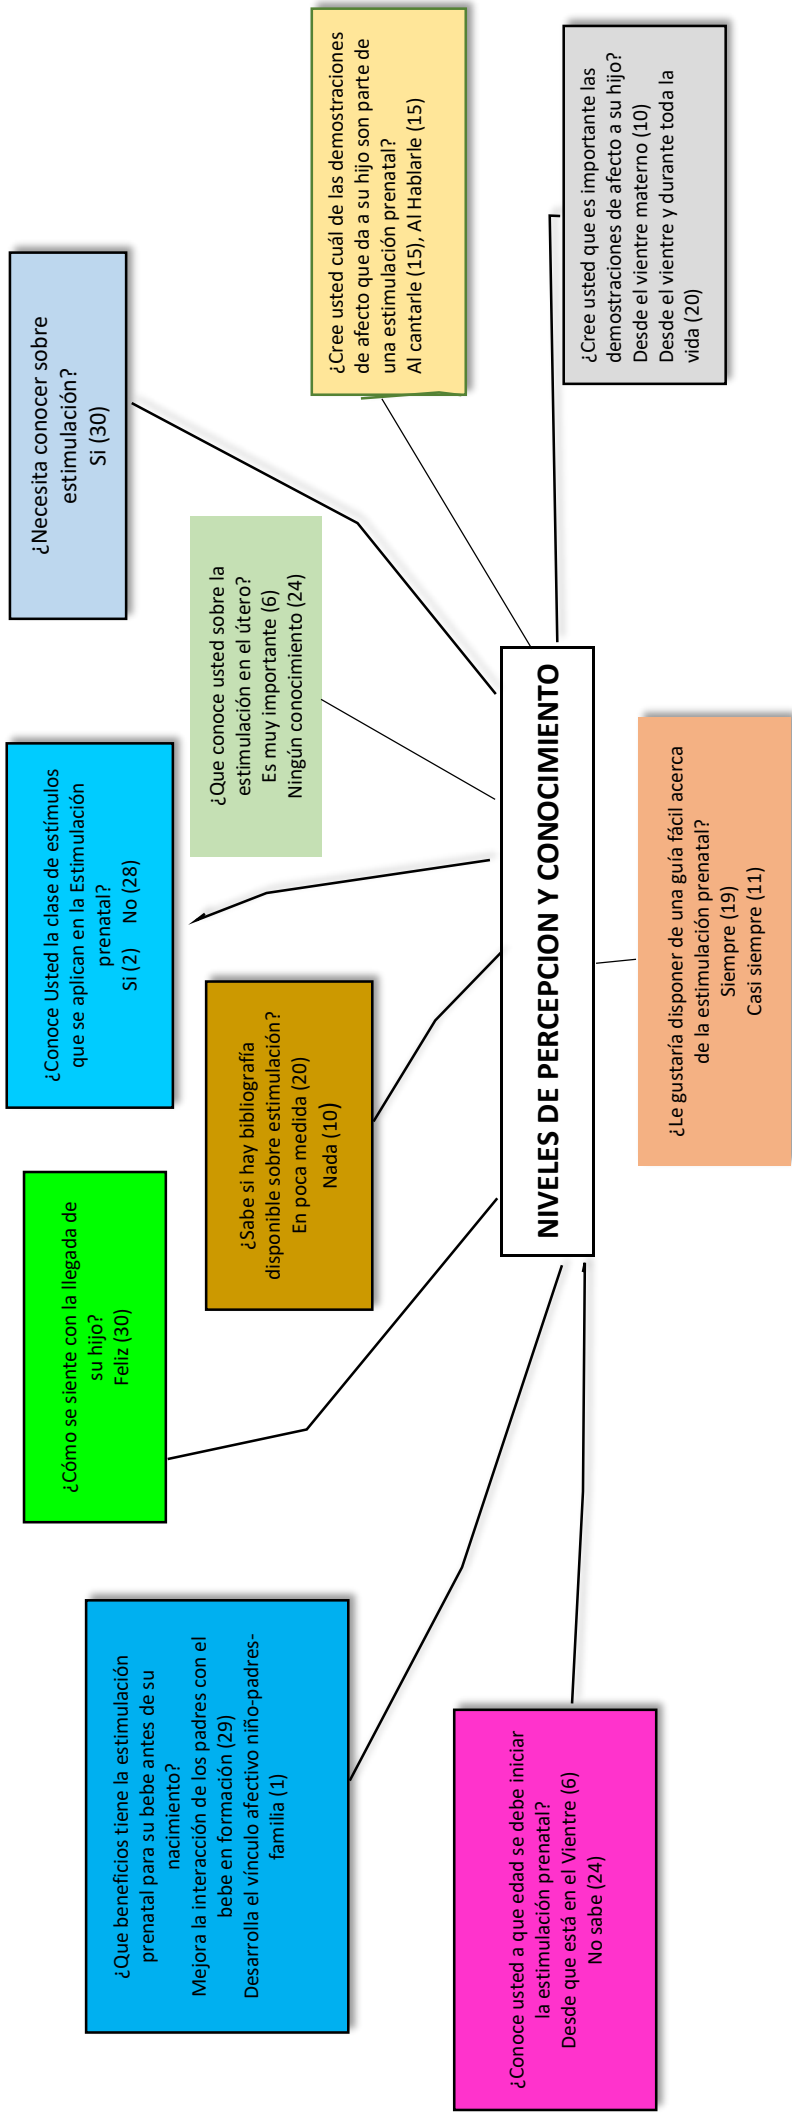 ¿Que beneficios tiene la estimulación
prenatal para su bebe antes de su
nacimiento?
Mejora la interacción de los padres con el
bebe en formación (29)
Desarrolla el vínculo afectivo niño-padres-
familia (1)
¿Cómo se siente con la llegada de
su hijo?
Feliz (30)
¿Conoce Usted la clase de estímulos
que se aplican en la Estimulación
prenatal?
Si (2) No (28)
¿Necesita conocer sobre
estimulación?
Si (30)
¿Sabe si hay bibliografía
disponible sobre estimulación?
En poca medida (20)
Nada (10)
¿Que conoce usted sobre la
estimulación en el útero?
Es muy importante (6)
Ningún conocimiento (24)
¿Cree usted cuál de las demostraciones
de afecto que da a su hijo son parte de
una estimulación prenatal?
Al cantarle (15), Al Hablarle (15)
¿Conoce usted a que edad se debe iniciar
la estimulación prenatal?
Desde que está en el Vientre (6)
No sabe (24)
NIVELES DE PERCEPCION Y CONOCIMIENTO
¿Cree usted que es importante las
demostraciones de afecto a su hijo?
Desde el vientre materno (10)
Desde el vientre y durante toda la
vida (20)
¿Le gustaría disponer de una guía fácil acerca
de la estimulación prenatal?
Siempre (19)
Casi siempre (11)